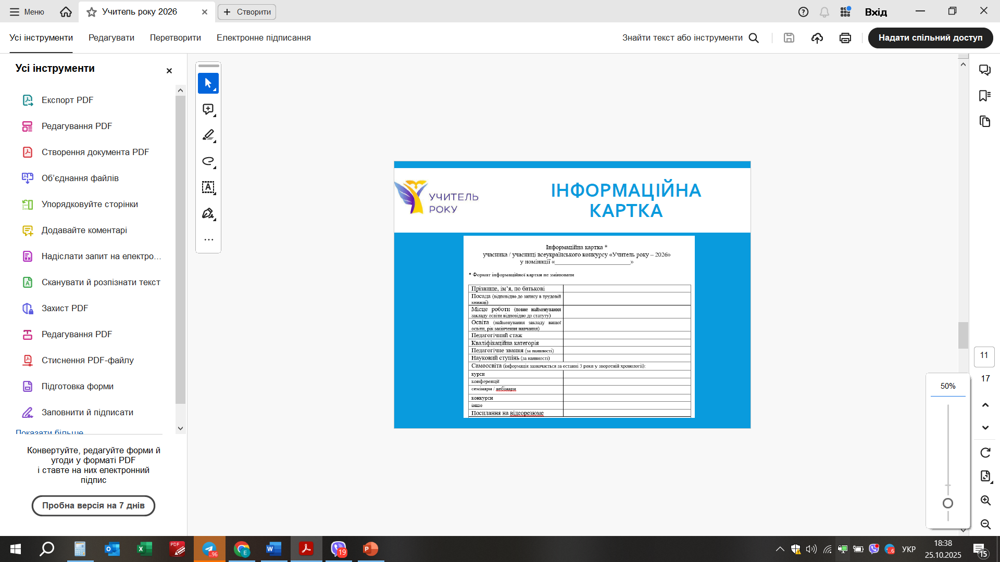 Меню
Учитель року 2026
Створити
Вхід
Усі інструменти
Редагувати
Перетворити
Електронне підписання
Знайти текст або інструменти
Надати спільний доступ
Усі інструменти
Експорт PDF
Редагування PDF
Створення документа PDF
Об’єднання файлів
Упорядковуйте сторінки
Додавайте коментарі
Надіслати запит на електро...
Сканувати й розпізнати текст
Захист PDF
Редагування PDF
Стиснення PDF-файлу
Підготовка форми
Заповнити й підписати
Показати більше
Конвертуйте, редагуйте форми й
угоди у форматі PDF
і ставте на них електронний
підпис
Пробна версія на 7 днів
УЧИТЕЛЬ
РОКУ
ІНФОРМАЦІЙНА
КАРТКА
Інформаційна картка *
учасника / учасниці всеукраїнського конкурсу «Учитель року – 2026»
у номінації «________________________»
* Формат інформаційної картки не змінювати
Прізвище, ім’я, по батькові
Посада (відповідно до запису в трудовій
книжці)
Місце роботи (повне найменування
закладу освіти відповідно до статуту)
Освіта (найменування закладу вищої
освіти, рік закінчення навчання)
Педагогічний стаж
Кваліфікаційна категорія
Педагогічне звання (за наявності)
Науковий ступінь (за наявності)
Самоосвіта (інформація зазначається за останні 3 роки у зворотній хронології):
курси
конференції
семінари / вебінари
конкурси
інше
Посилання на відеорезюме
11
17
50%
PDF
..96
E
19
..6
УКР
18:38
25.10.2025
15